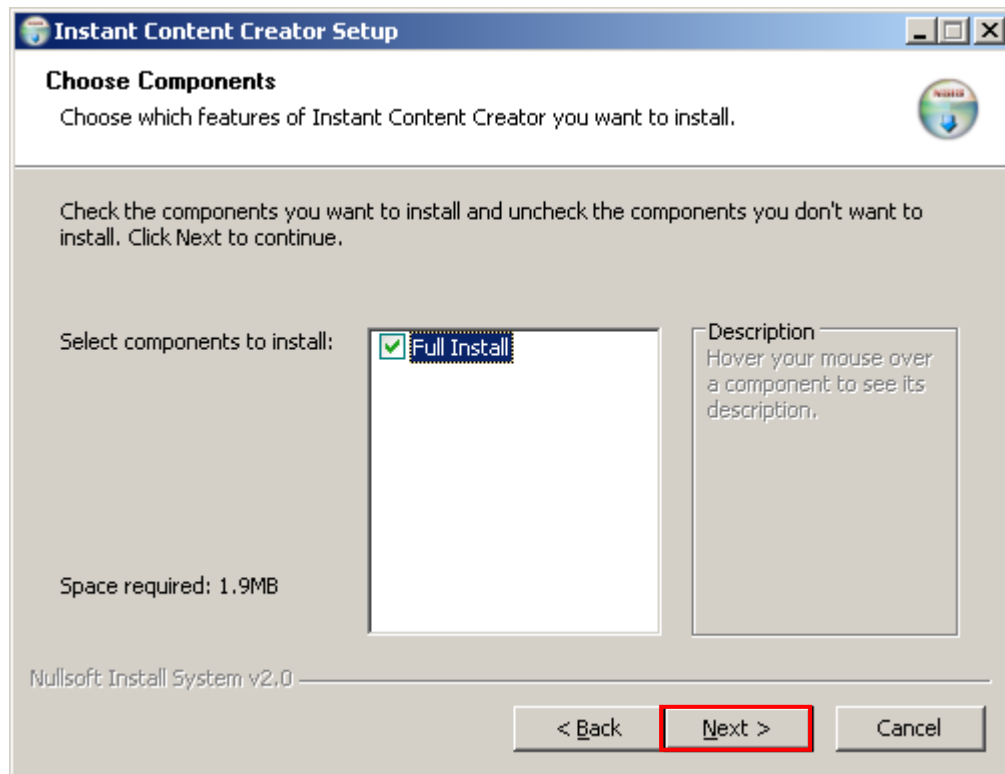 Instant Content Creator Setup
Choose Components
Choose which features of Instant Content Creator you want to install.
Check the components you want to install and uncheck the components you don't want to
install. Click Next to continue.
Select components to install:
Full Install
Description
Hover your mouse over
a component to see its
description.
Space required: 1.9MB
Nullsoft Install System v2.0
< Back
Next >
Cancel